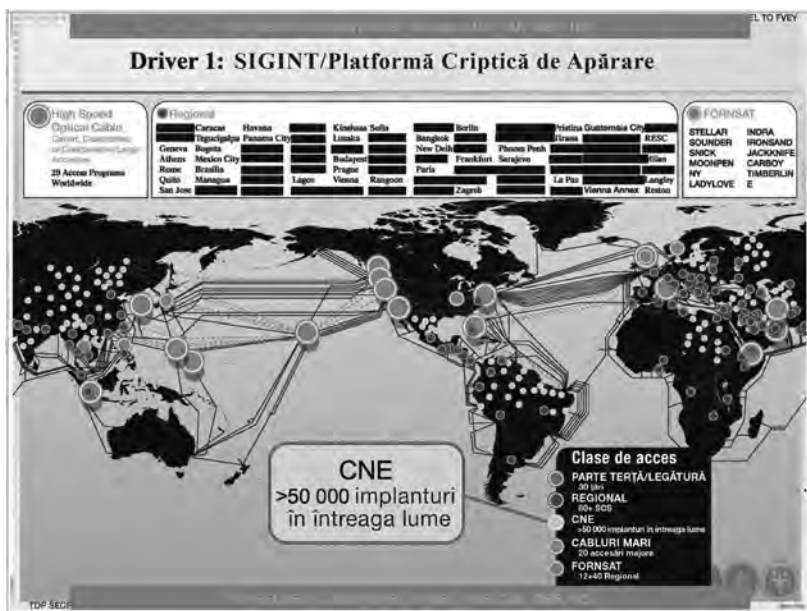 EL TO FVEY
Driver 1: SIGINT/Platformă Criptică de Apărare
High Speed
Optical Cable
20 Access Programs
Worldwide
Regional
Caracas Havana Kinshasa Sofia Berlin Pristina Guatemala City
Tegucigalpa Panama City Lusaka Bangkok Tirana RESC
Geneva Bogota New Delhi Phnom Penh
Athens Mexico City Budapest Frankfurt Sarajevo Milan
Rome Brasilia Prague Paris
Quito Managua Lagos Vienna Rangoon La Paz Langley
San Jose Zagreb Vienna Annex Reston
FORNSAT
STELLAR INDRA
SOUNDER IRONSAND
SNICK JACKKNIFE
MOONPEN CARBOY
NY TIMBERLIN
LADYLOVE E
CNE
>50 000 implanturi
în întreaga lume
Clase de acces
PARTE TERȚĂ/LEGĂTURĂ
30 țări
REGIONAL
80+ SCS
CNE
>50 000 implanturi în întreaga lume
CABLURI MARI
20 accesări majore
FORNSAT
12+40 Regional
TOP SECR